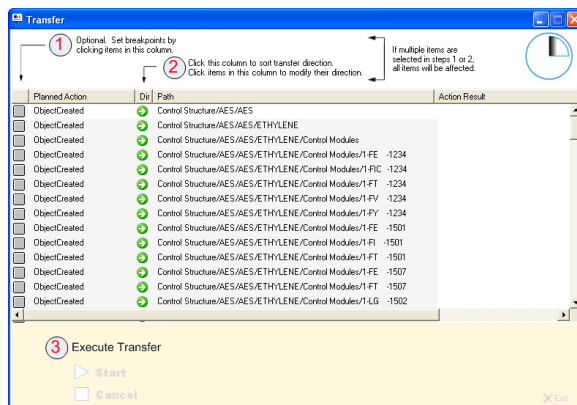 Transfer
1 Optional. Set breakpoints by
clicking items in this column.
2 Click this column to sort transfer direction.
Click items in this column to modify their direction.
If multiple items are
selected in steps 1 or 2,
all items will be affected.
Planned Action Dir Path Action Result
ObjectCreated Control Structure/AES/AES
ObjectCreated Control Structure/AES/AES/ETHYLENE
ObjectCreated Control Structure/AES/AES/ETHYLENE/Control Modules
ObjectCreated Control Structure/AES/AES/ETHYLENE/Control Modules/1-FE -1234
ObjectCreated Control Structure/AES/AES/ETHYLENE/Control Modules/1-FIC -1234
ObjectCreated Control Structure/AES/AES/ETHYLENE/Control Modules/1-FT -1234
ObjectCreated Control Structure/AES/AES/ETHYLENE/Control Modules/1-FV -1234
ObjectCreated Control Structure/AES/AES/ETHYLENE/Control Modules/1-FY -1234
ObjectCreated Control Structure/AES/AES/ETHYLENE/Control Modules/1-FE -1501
ObjectCreated Control Structure/AES/AES/ETHYLENE/Control Modules/1-FI -1501
ObjectCreated Control Structure/AES/AES/ETHYLENE/Control Modules/1-FT -1501
ObjectCreated Control Structure/AES/AES/ETHYLENE/Control Modules/1-FE -1507
ObjectCreated Control Structure/AES/AES/ETHYLENE/Control Modules/1-FT -1507
ObjectCreated Control Structure/AES/AES/ETHYLENE/Control Modules/1-LG -1502
3 Execute Transfer
Start
Cancel
Exit